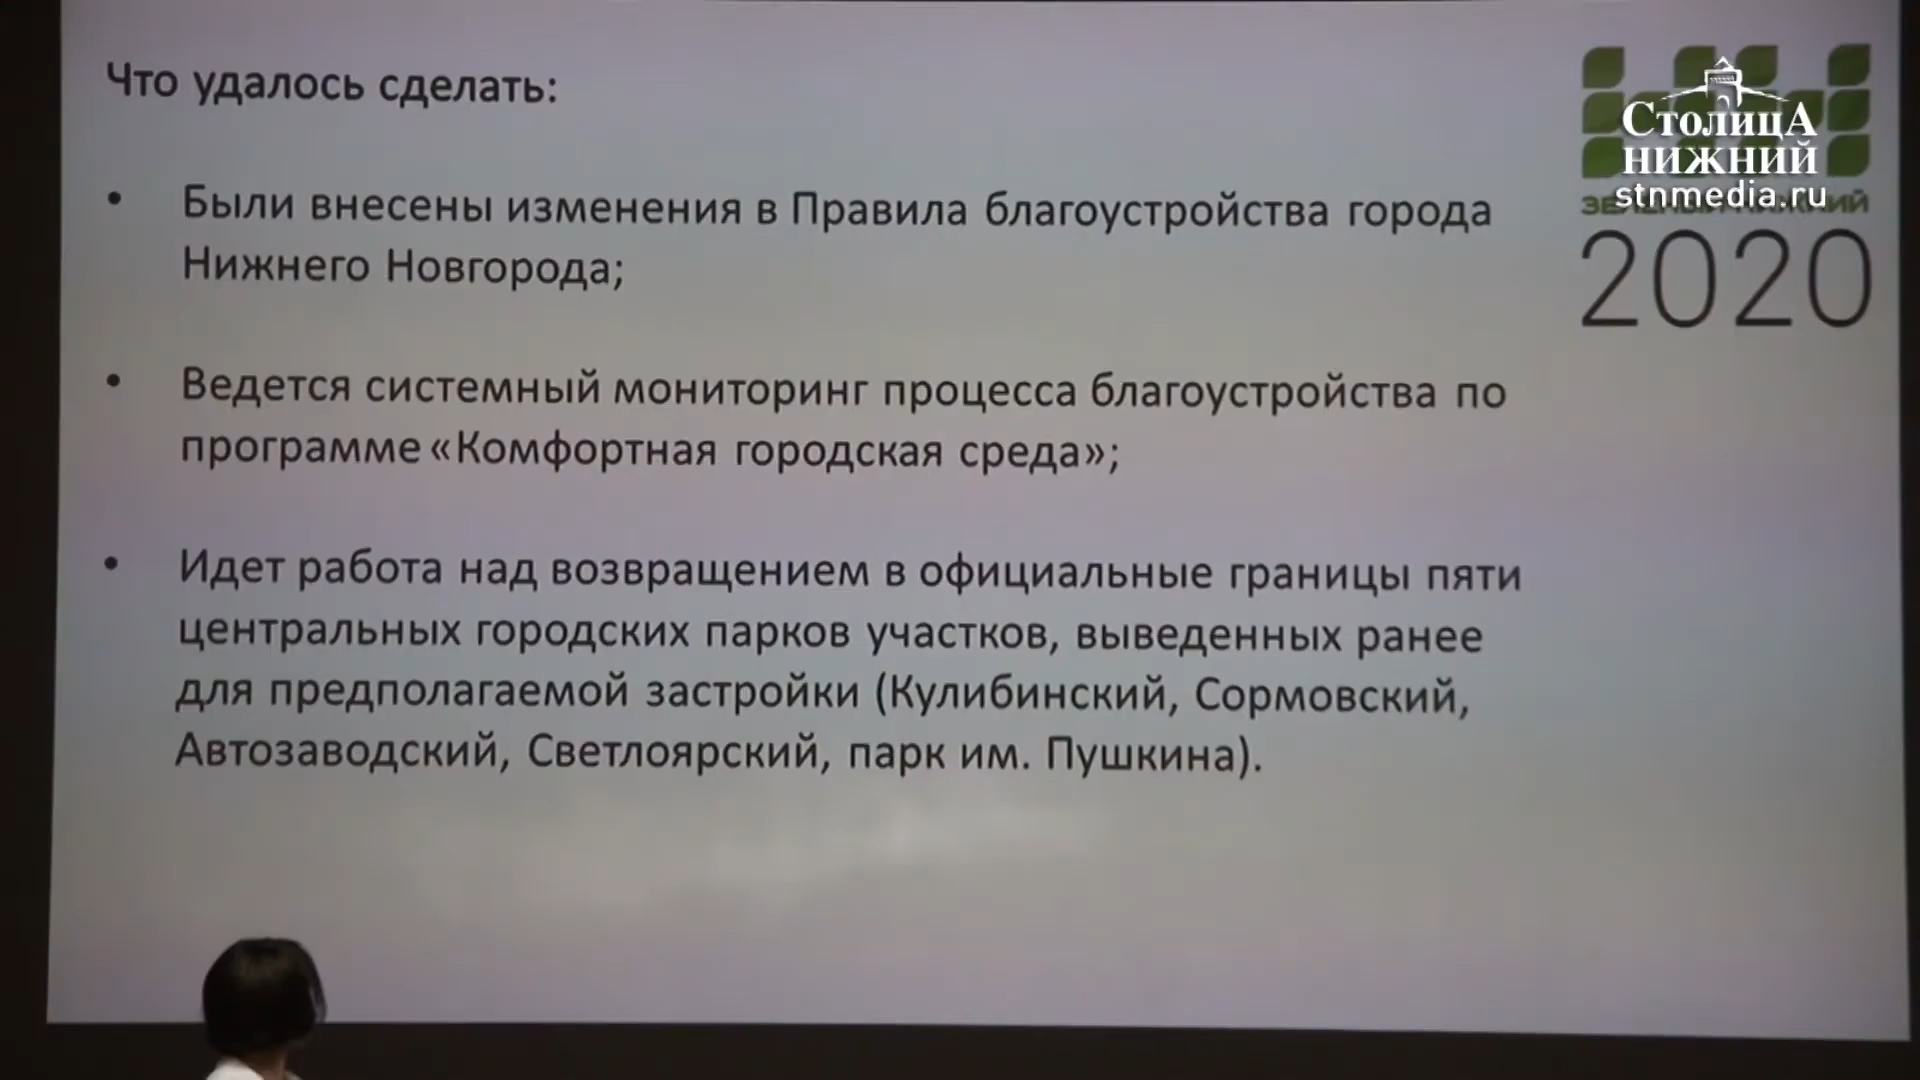 Что удалось сделать:
• Были внесены изменения в Правила благоустройства города
Нижнего Новгорода;
• Ведется системный мониторинг процесса благоустройства по
программе «Комфортная городская среда»;
• Идет работа над возвращением в официальные границы пяти
центральных городских парков участков, выведенных ранее
для предполагаемой застройки (Кулибинский, Сормовский,
Автозаводский, Светлоярский, парк им. Пушкина).
СтолицА
нижний
stnmedia.ru
2020